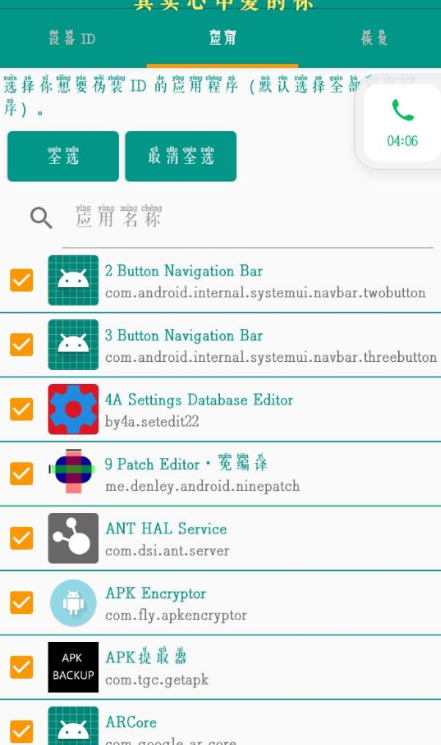 其实心中爱的你
设备 ID
应用
恢复
选择你想要伪装 ID 的应用程序（默认选择全部
序）。
04:06
全选
取消全选
应用名称
2 Button Navigation Bar
com.android.internal.systemui.navbar.twobutton
3 Button Navigation Bar
com.android.internal.systemui.navbar.threebutton
4A Settings Database Editor
by4a.setedit22
9 Patch Editor・免编译
me.denley.android.ninepatch
ANT HAL Service
com.dsi.ant.server
APK Encryptor
com.fly.apkencryptor
APK
BACKUP
APK提取器
com.tgc.getapk
ARCore
com.google.ar.core